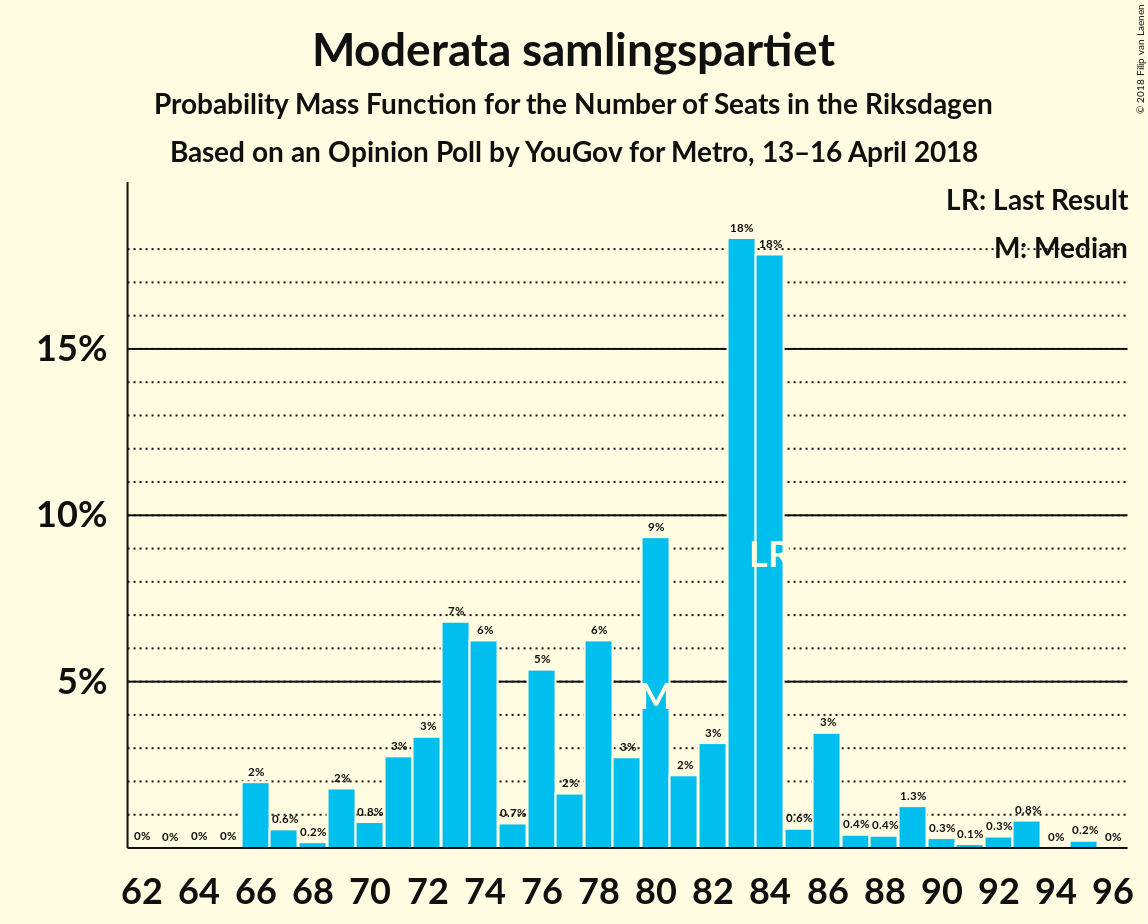 Moderata samlingspartiet
Probability Mass Function for the Number of Seats in the Riksdagen
Based on an Opinion Poll by YouGov for Metro, 13–16 April 2018
© 2018 Filip van Laenen
LR: Last Result
M: Median
15%
10%
5%
0% 0% 0% 0% 2% 0.6% 0.2% 2% 0.8% 3% 3% 7% 6% 0.7% 5% 2% 6% 3% 9% 2% 3% 18% 18% 0.6% 3% 0.4% 0.4% 1.3% 0.3% 0.1% 0.3% 0.8% 0% 0.2% 0%
M
LR
62 64 66 68 70 72 74 76 78 80 82 84 86 88 90 92 94 96